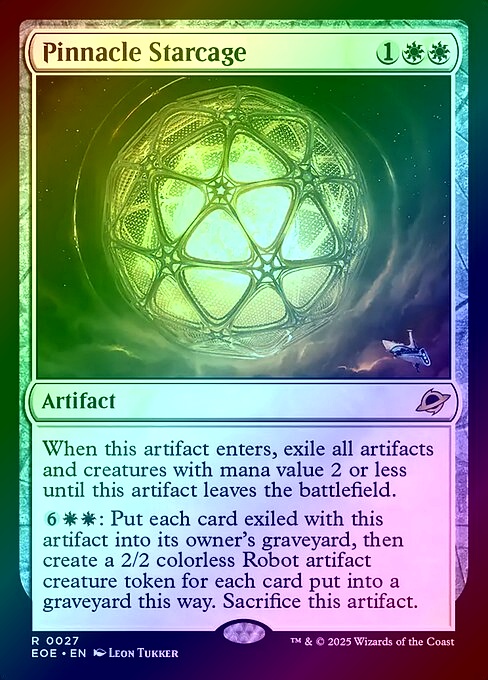 Pinnacle Starcage 1
Artifact
When this artifact enters, exile all artifacts
and creatures with mana value 2 or less
until this artifact leaves the battlefield.
6: Put each card exiled with this
artifact into its owner's graveyard, then
create a 2/2 colorless Robot artifact
creature token for each card put into a
graveyard this way. Sacrifice this artifact.
R 0027
EOE • EN Leon Tukker
™ & © 2025 Wizards of the Coast